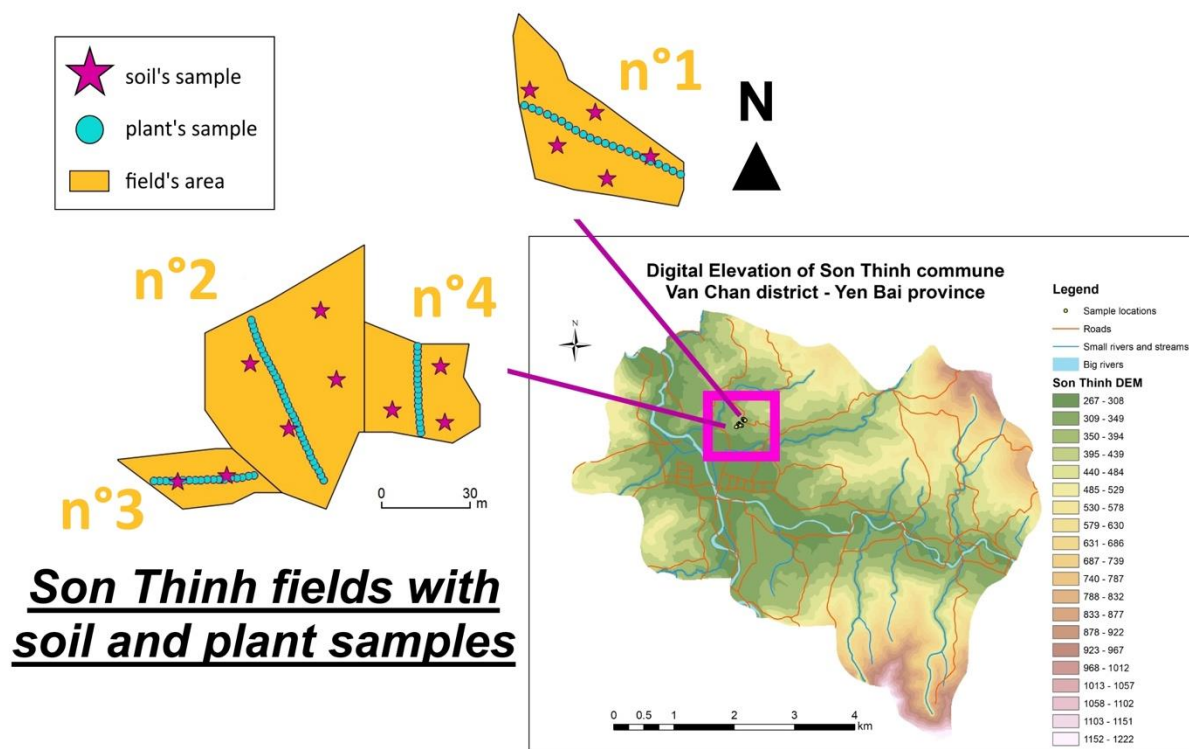 soil's sample
plant's sample
field's area
n°1
N
n°2
n°4
n°3
0 30
m
Son Thinh fields with
soil and plant samples
Digital Elevation of Son Thinh commune
Van Chan district - Yen Bai province
N
Legend
Sample locations
Roads
Small rivers and streams
Big rivers
Son Thinh DEM
267 - 308
309 - 349
350 - 394
395 - 439
440 - 484
485 - 529
530 - 578
579 - 630
631 - 686
687 - 739
740 - 787
788 - 832
833 - 877
878 - 922
923 - 967
968 - 1012
1013 - 1057
1058 - 1102
1103 - 1151
1152 - 1222
0 0.5 1 2 3 4
km